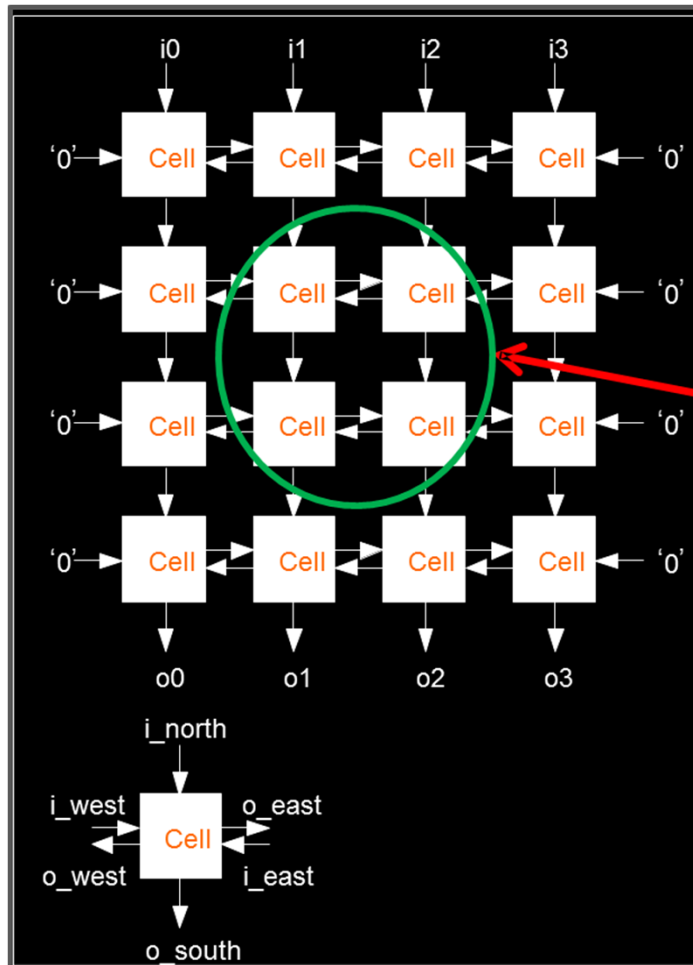 i0 i1 i2 i3
‘0’ Cell Cell Cell Cell ‘0’
‘0’ Cell Cell Cell Cell ‘0’
‘0’ Cell Cell Cell Cell ‘0’
‘0’ Cell Cell Cell Cell ‘0’
o0 o1 o2 o3
i_north
i_west o_east
Cell
o_west i_east
o_south